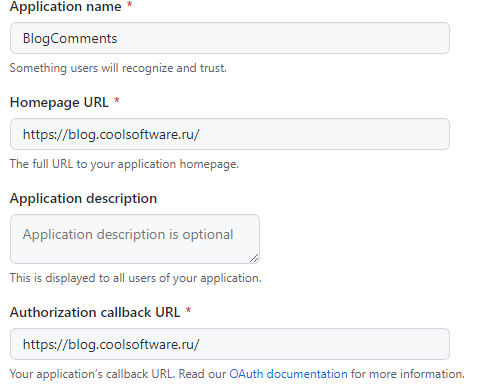 Application name *
BlogComments
Something users will recognize and trust.
Homepage URL *
https://blog.coolsoftware.ru/
The full URL to your application homepage.
Application description
Application description is optional
This is displayed to all users of your application.
Authorization callback URL *
https://blog.coolsoftware.ru/
Your application's callback URL. Read our OAuth documentation for more information.